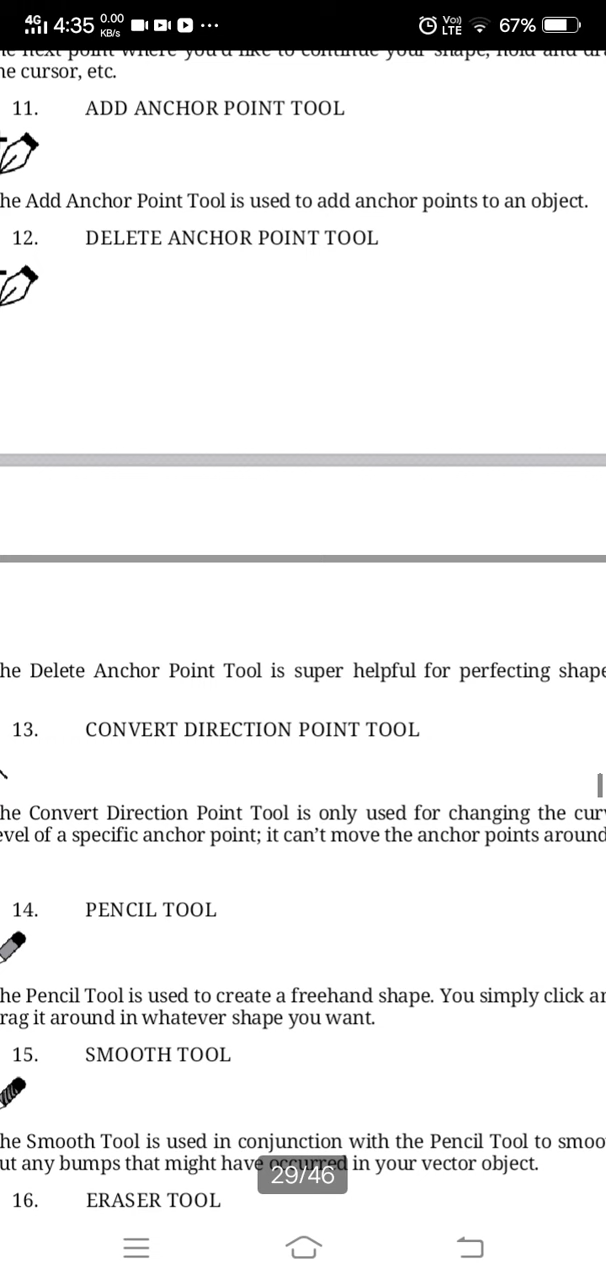 4G 4:35 0.00 KB/s Vo)) LTE 67%
he cursor, etc.
11. ADD ANCHOR POINT TOOL
he Add Anchor Point Tool is used to add anchor points to an object.
12. DELETE ANCHOR POINT TOOL
he Delete Anchor Point Tool is super helpful for perfecting shape
13. CONVERT DIRECTION POINT TOOL
he Convert Direction Point Tool is only used for changing the cur
evel of a specific anchor point; it can’t move the anchor points around
14. PENCIL TOOL
he Pencil Tool is used to create a freehand shape. You simply click an
rag it around in whatever shape you want.
15. SMOOTH TOOL
he Smooth Tool is used in conjunction with the Pencil Tool to smoo
ut any bumps that might have occurred in your vector object.
29/46
16. ERASER TOOL